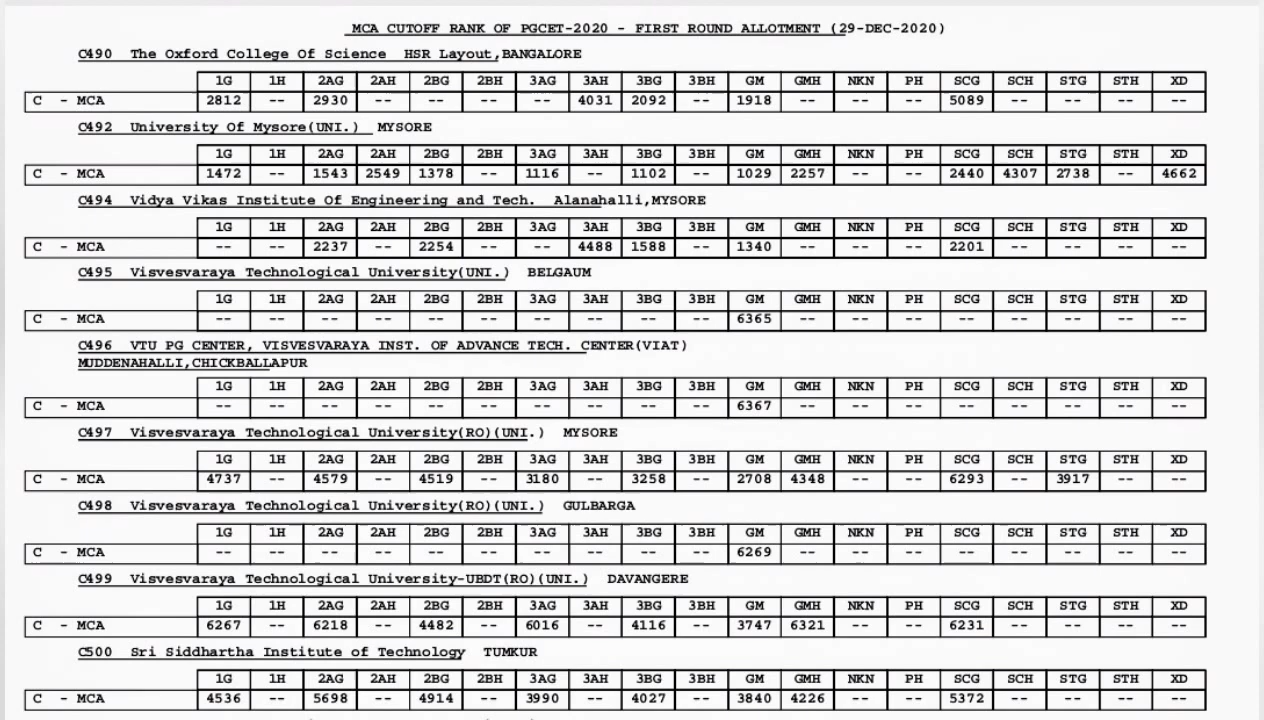 MCA CUTOFF RANK OF PGCET-2020 - FIRST ROUND ALLOTMENT (29-DEC-2020)
C490 The Oxford College Of Science HSR Layout,BANGALORE
1G 1H 2AG 2AH 2BG 2BH 3AG 3AH 3BG 3BH GM GMH NKN PH SCG SCH STG STH XD
C - MCA 2812 -- 2930 -- -- -- -- 4031 2092 -- 1918 -- -- -- 5089 -- -- -- --
C492 University Of Mysore(UNI.) MYSORE
1G 1H 2AG 2AH 2BG 2BH 3AG 3AH 3BG 3BH GM GMH NKN PH SCG SCH STG STH XD
C - MCA 1472 -- 1543 2549 1378 -- 1116 -- 1102 -- 1029 2257 -- -- 2440 4307 2738 -- 4662
C494 Vidya Vikas Institute Of Engineering and Tech. Alanahalli,MYSORE
1G 1H 2AG 2AH 2BG 2BH 3AG 3AH 3BG 3BH GM GMH NKN PH SCG SCH STG STH XD
C - MCA -- -- 2237 -- 2254 -- -- 4488 1588 -- 1340 -- -- -- 2201 -- -- -- --
C495 Visvesvaraya Technological University(UNI.) BELGAUM
1G 1H 2AG 2AH 2BG 2BH 3AG 3AH 3BG 3BH GM GMH NKN PH SCG SCH STG STH XD
C - MCA -- -- -- -- -- -- -- -- -- -- 6365 -- -- -- -- -- -- -- --
C496 VTU PG CENTER, VISVESVARAYA INST. OF ADVANCE TECH. CENTER(VIAT)
MUDDENAHALLI,CHICKBALLAPUR
1G 1H 2AG 2AH 2BG 2BH 3AG 3AH 3BG 3BH GM GMH NKN PH SCG SCH STG STH XD
C - MCA -- -- -- -- -- -- -- -- -- -- 6367 -- -- -- -- -- -- -- --
C497 Visvesvaraya Technological University(RO)(UNI.) MYSORE
1G 1H 2AG 2AH 2BG 2BH 3AG 3AH 3BG 3BH GM GMH NKN PH SCG SCH STG STH XD
C - MCA 4737 -- 4579 -- 4519 -- 3180 -- 3258 -- 2708 4348 -- -- 6293 -- 3917 -- --
C498 Visvesvaraya Technological University(RO)(UNI.) GULBARGA
1G 1H 2AG 2AH 2BG 2BH 3AG 3AH 3BG 3BH GM GMH NKN PH SCG SCH STG STH XD
C - MCA -- -- -- -- -- -- -- -- -- -- 6269 -- -- -- -- -- -- -- --
C499 Visvesvaraya Technological University-UBDT(RO)(UNI.) DAVANGERE
1G 1H 2AG 2AH 2BG 2BH 3AG 3AH 3BG 3BH GM GMH NKN PH SCG SCH STG STH XD
C - MCA 6267 -- 6218 -- 4482 -- 6016 -- 4116 -- 3747 6321 -- -- 6231 -- -- -- --
C500 Sri Siddhartha Institute of Technology TUMKUR
1G 1H 2AG 2AH 2BG 2BH 3AG 3AH 3BG 3BH GM GMH NKN PH SCG SCH STG STH XD
C - MCA 4536 -- 5698 -- 4914 -- 3990 -- 4027 -- 3840 4226 -- -- 5372 -- -- -- --